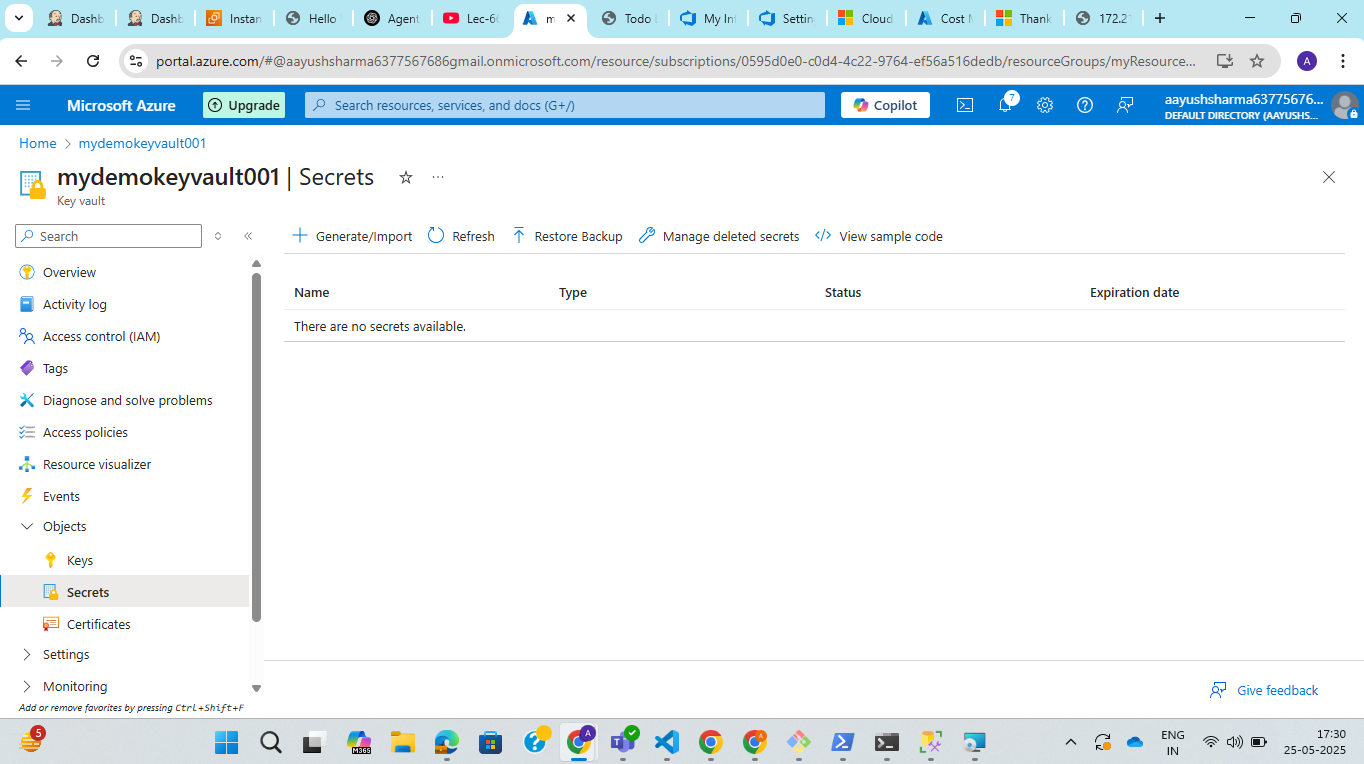 Dashb
Dashb
Instan
Hello
Agent
Lec-6
m
Todo
My In
Settin
Cloud
Cost M
Thank
172.2
portal.azure.com/#@aayushsharma6377567686gmail.onmicrosoft.com/resource/subscriptions/0595d0e0-c0d4-4c22-9764-ef56a516dedb/resourceGroups/myResource...
A
Microsoft Azure
Upgrade
Search resources, services, and docs (G+/)
Copilot
7
aayushsharma63775676...
DEFAULT DIRECTORY (AAYUSHS...
Home > mydemokeyvault001
mydemokeyvault001 | Secrets
...
Key vault
Search
Generate/Import
Refresh
Restore Backup
Manage deleted secrets
View sample code
Overview
Activity log
Access control (IAM)
Tags
Diagnose and solve problems
Access policies
Resource visualizer
Events
Objects
Keys
Secrets
Certificates
Settings
Monitoring
Name Type Status Expiration date
There are no secrets available.
Give feedback
Add or remove favorites by pressing Ctrl+Shift+F
5
M365
A
ENG
IN
17:30
25-05-2025